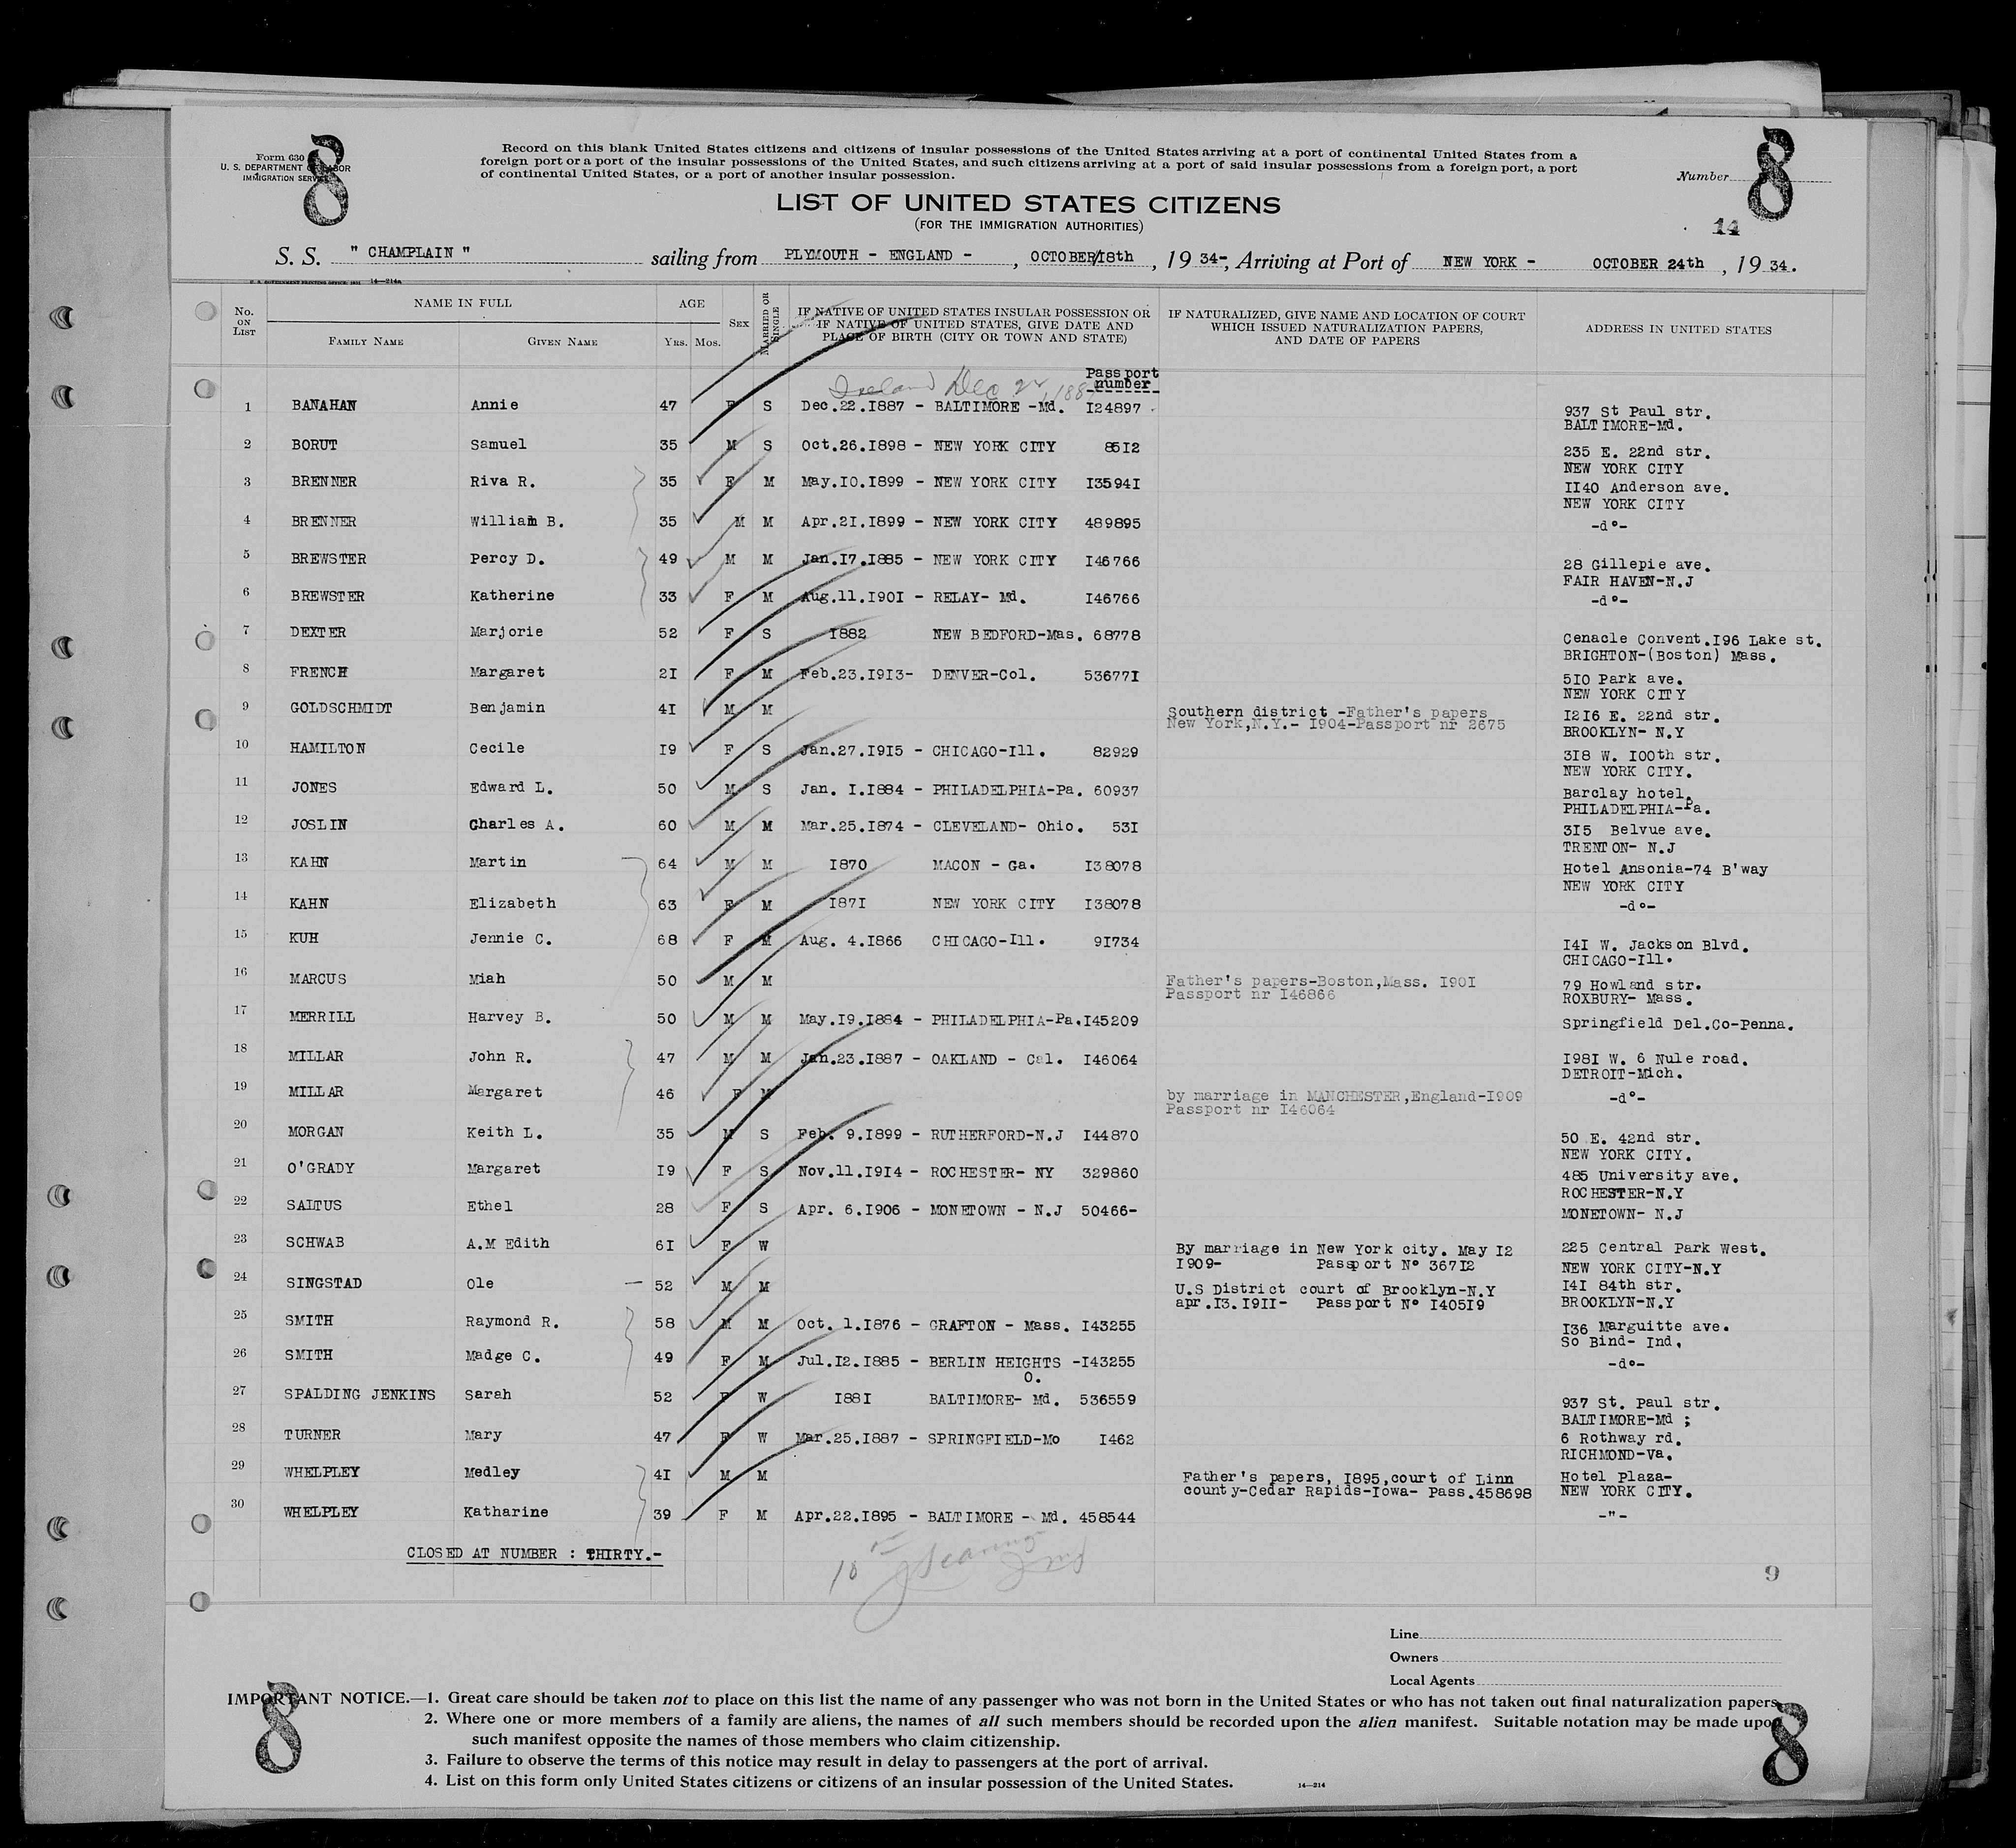 8
8
Form 630
U. S. DEPARTMENT OF LABOR
IMMIGRATION SERVICE
Record on this blank United States citizens and citizens of insular possessions of the United States arriving at a port of continental United States from a
foreign port or a port of the insular possessions of the United States, and such citizens arriving at a port of said insular possessions from a foreign port, a port
of continental United States, or a port of another insular possession.
Number
14
LIST OF UNITED STATES CITIZENS
(FOR THE IMMIGRATION AUTHORITIES)
S. S. " CHAMPLAIN " sailing from PLYMOUTH - ENGLAND - , OCTOBER/18th , 19 34-, Arriving at Port of NEW YORK - OCTOBER 24th , 19 34.
U. S. GOVERNMENT PRINTING OFFICE: 1931 14—214a
No. ON LIST NAME IN FULL FAMILY NAME GIVEN NAME AGE YRS. MOS. SEX MARRIED OR SINGLE
IF NATIVE OF UNITED STATES INSULAR POSSESSION OR
IF NATIVE OF UNITED STATES, GIVE DATE AND
PLACE OF BIRTH (CITY OR TOWN AND STATE)
IF NATURALIZED, GIVE NAME AND LOCATION OF COURT
WHICH ISSUED NATURALIZATION PAPERS,
AND DATE OF PAPERS
ADDRESS IN UNITED STATES
Passport
number
Ireland Dec 22, 1887
1 BANAHAN Annie 47 F S Dec.22.1887 - BALTIMORE -Md. 124897 937 St Paul str.
BALTIMORE-Md.
2 BORUT Samuel 35 M S Oct.26.1898 - NEW YORK CITY 8512 235 E. 22nd str.
NEW YORK CITY
3 BRENNER Riva R. 35 F M May.10.1899 - NEW YORK CITY 135941 1140 Anderson ave.
NEW YORK CITY
4 BRENNER William B. 35 M M Apr.21.1899 - NEW YORK CITY 489895 -d°-
5 BREWSTER Percy D. 49 M M Jan.17.1885 - NEW YORK CITY 146766 28 Gillepie ave.
FAIR HAVEN-N.J
6 BREWSTER Katherine 33 F M Aug.11.1901 - RELAY- Md. 146766 -d°-
7 DEXTER Marjorie 52 F S 1882 NEW BEDFORD-Mas. 68778 Cenacle Convent.196 Lake st.
BRIGHTON-(Boston) Mass.
8 FRENCH Margaret 21 F M Feb.23.1913- DENVER-Col. 536771 510 Park ave.
NEW YORK CITY
9 GOLDSCHMIDT Benjamin 41 M M Southern district -Father's papers 1216 E. 22nd str.
New York,N.Y.- 1904-Passport nr 2675 BROOKLYN- N.Y
10 HAMILTON Cecile 19 F S Jan.27.1915 - CHICAGO-Ill. 82929 318 W. 100th str.
NEW YORK CITY.
11 JONES Edward L. 50 M S Jan. 1.1884 - PHILADELPHIA-Pa. 60937 Barclay hotel.
PHILADELPHIA-Pa.
12 JOSLIN Charles A. 60 M M Mar.25.1874 - CLEVELAND- Ohio. 531 315 Belvue ave.
TRENTON- N.J
13 KAHN Martin 64 M M 1870 MACON - Ga. 138078 Hotel Ansonia-74 B'way
NEW YORK CITY
14 KAHN Elizabeth 63 F M 1871 NEW YORK CITY 138078 -d°-
15 KUH Jennie C. 68 F M Aug. 4.1866 CHICAGO-Ill. 91734 141 W. Jackson Blvd.
CHICAGO-Ill.
16 MARCUS Miah 50 M M Father's papers-Boston,Mass. 1901 79 Howland str.
Passport nr 146866 ROXBURY- Mass.
17 MERRILL Harvey B. 50 M M May.19.1884 - PHILADELPHIA-Pa.145209 Springfield Del.Co-Penna.
18 MILLAR John R. 47 M M Jan.23.1887 - OAKLAND - Cal. 146064 1981 W. 6 Nule road.
DETROIT-Mich.
19 MILLAR Margaret 46 F M by marriage in MANCHESTER,England-1909 -d°-
Passport nr 146064
20 MORGAN Keith L. 35 M S Feb. 9.1899 - RUTHERFORD-N.J 144870 50 E. 42nd str.
NEW YORK CITY.
21 O'GRADY Margaret 19 F S Nov.11.1914 - ROCHESTER- NY 329860 485 University ave.
ROCHESTER-N.Y
22 SALTUS Ethel 28 F S Apr. 6.1906 - MONETOWN - N.J 50466- MONETOWN- N.J
23 SCHWAB A.M Edith 61 F W By marriage in New York city. May 12 225 Central Park West.
1909- Passport N° 36712 NEW YORK CITY-N.Y
24 SINGSTAD Ole — 52 M M U.S District court of Brooklyn-N.Y 141 84th str.
apr.13.1911- Passport N° 140519 BROOKLYN-N.Y
25 SMITH Raymond R. 58 M M Oct. 1.1876 - GRAFTON - Mass. 143255 136 Marguitte ave.
So Bind- Ind.
26 SMITH Madge C. 49 F M Jul.12.1885 - BERLIN HEIGHTS -143255 -do-
O.
27 SPALDING JENKINS Sarah 52 F W 1881 BALTIMORE- Md. 536559 937 St. Paul str.
BALTIMORE-Md ;
28 TURNER Mary 47 F W Mar.25.1887 - SPRINGFIELD-Mo 1462 6 Rothway rd.
RICHMOND-Va.
29 WHELPLEY Medley 41 M M Father's papers, 1895,court of Linn Hotel Plaza-
county-Cedar Rapids-Iowa- Pass.458698 NEW YORK CITY.
30 WHELPLEY Katharine 39 F M Apr.22.1895 - BALTIMORE - Md. 458544 -"-
CLOSED AT NUMBER : THIRTY.-
9
Line
Owners
Local Agents
IMPORTANT NOTICE.—1. Great care should be taken not to place on this list the name of any passenger who was not born in the United States or who has not taken out final naturalization papers.
2. Where one or more members of a family are aliens, the names of all such members should be recorded upon the alien manifest. Suitable notation may be made upon
such manifest opposite the names of those members who claim citizenship.
3. Failure to observe the terms of this notice may result in delay to passengers at the port of arrival.
4. List on this form only United States citizens or citizens of an insular possession of the United States. 14—214
8
8